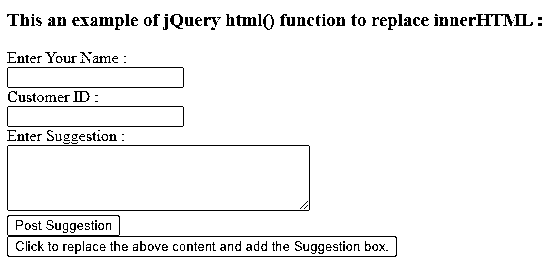 This an example of jQuery html() function to replace innerHTML :
Enter Your Name :
Customer ID :
Enter Suggestion :
Post Suggestion
Click to replace the above content and add the Suggestion box.